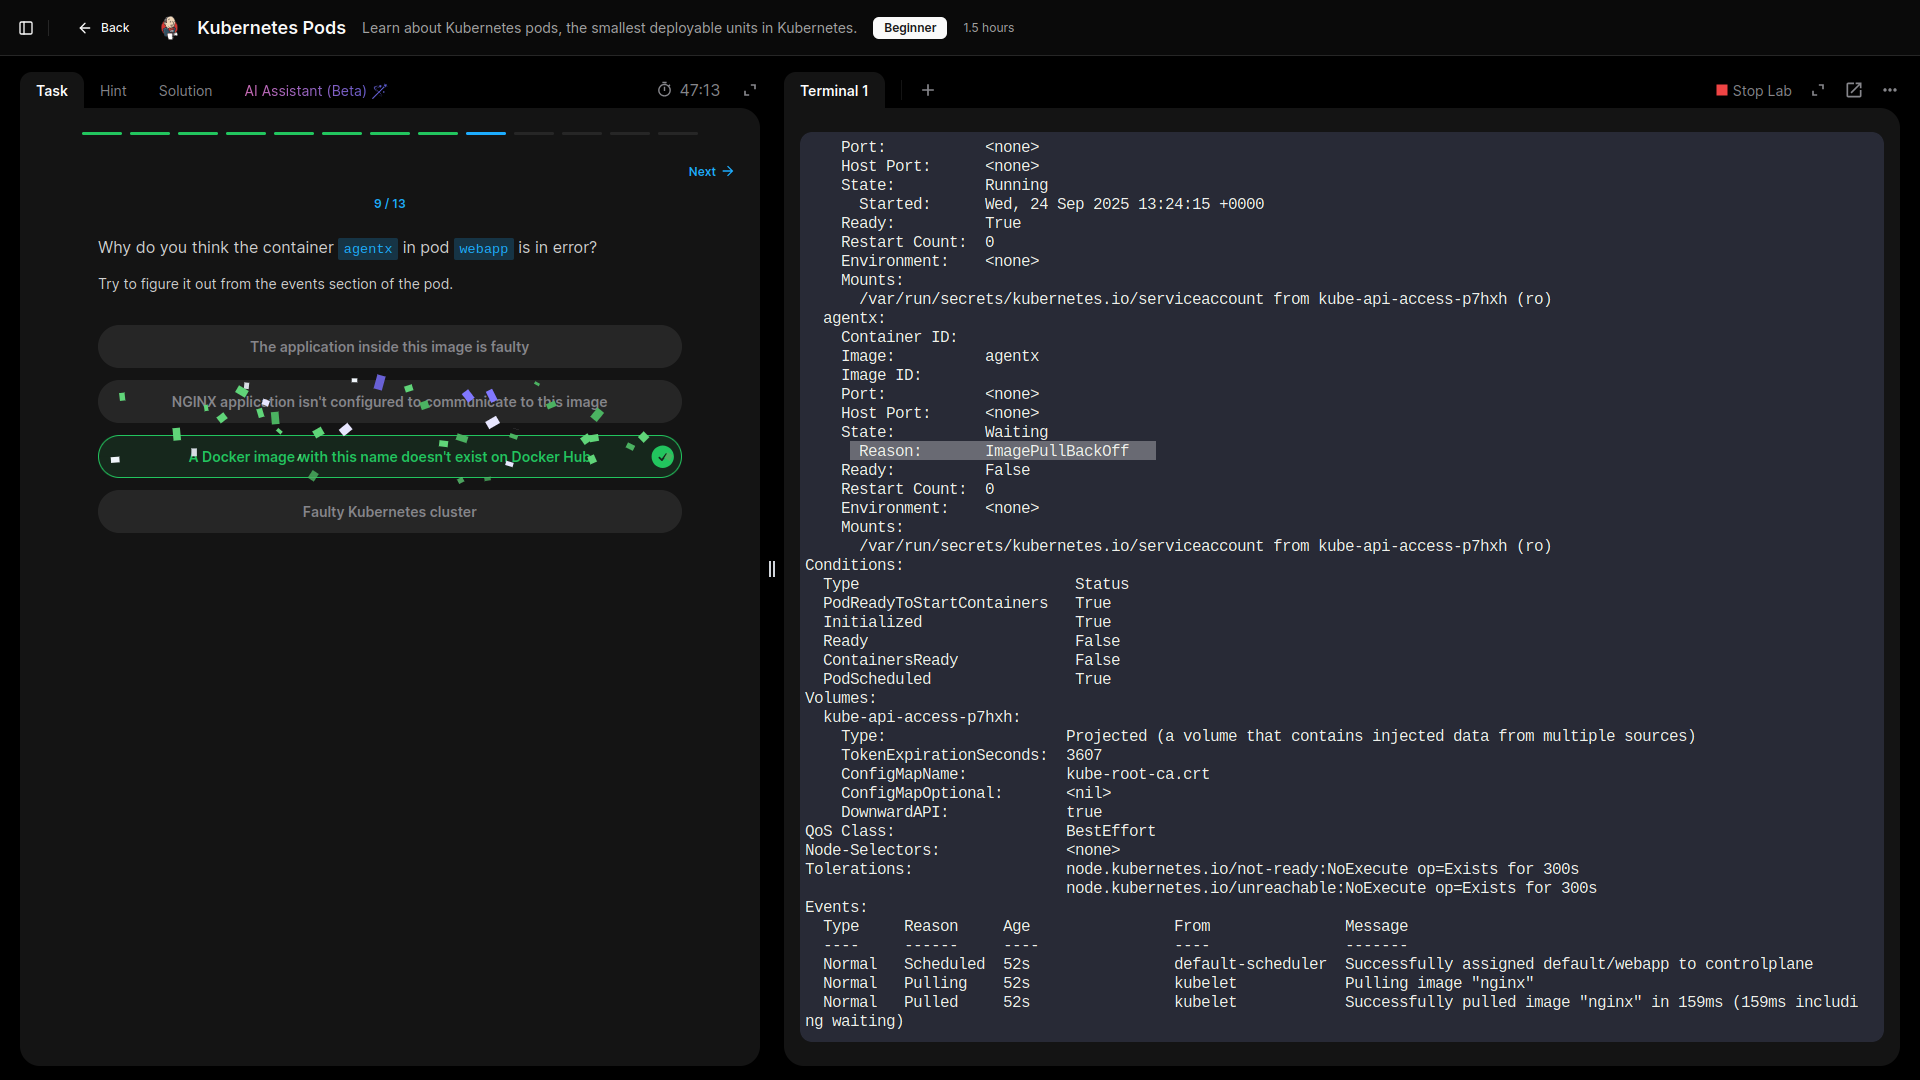 Back
Kubernetes Pods
Learn about Kubernetes pods, the smallest deployable units in Kubernetes.
Beginner
1.5 hours
Task
Hint
Solution
AI Assistant (Beta)
47:13
Next
9 / 13
Why do you think the container agentx in pod webapp is in error?
Try to figure it out from the events section of the pod.
The application inside this image is faulty
NGINX application isn't configured to communicate to this image
A Docker image with this name doesn't exist on Docker Hub
Faulty Kubernetes cluster
Terminal 1
Stop Lab
Port: <none>
Host Port: <none>
State: Running
Started: Wed, 24 Sep 2025 13:24:15 +0000
Ready: True
Restart Count: 0
Environment: <none>
Mounts:
/var/run/secrets/kubernetes.io/serviceaccount from kube-api-access-p7hxh (ro)
agentx:
Container ID:
Image: agentx
Image ID:
Port: <none>
Host Port: <none>
State: Waiting
Reason: ImagePullBackOff
Ready: False
Restart Count: 0
Environment: <none>
Mounts:
/var/run/secrets/kubernetes.io/serviceaccount from kube-api-access-p7hxh (ro)
Conditions:
Type Status
PodReadyToStartContainers True
Initialized True
Ready False
ContainersReady False
PodScheduled True
Volumes:
kube-api-access-p7hxh:
Type: Projected (a volume that contains injected data from multiple sources)
TokenExpirationSeconds: 3607
ConfigMapName: kube-root-ca.crt
ConfigMapOptional: <nil>
DownwardAPI: true
QoS Class: BestEffort
Node-Selectors: <none>
Tolerations: node.kubernetes.io/not-ready:NoExecute op=Exists for 300s
node.kubernetes.io/unreachable:NoExecute op=Exists for 300s
Events:
Type Reason Age From Message
---- ------ ---- ---- -------
Normal Scheduled 52s default-scheduler Successfully assigned default/webapp to controlplane
Normal Pulling 52s kubelet Pulling image "nginx"
Normal Pulled 52s kubelet Successfully pulled image "nginx" in 159ms (159ms includi
ng waiting)